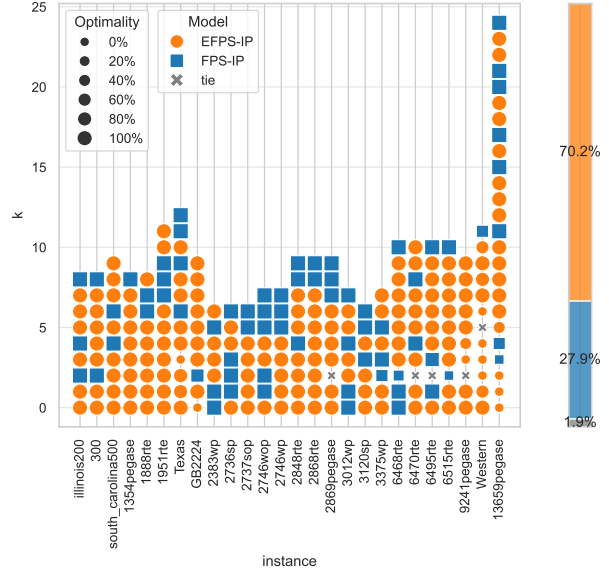 Optimality
0%
20%
40%
60%
80%
100%
Model
EFPS-IP
FPS-IP
tie
25
20
15
10
5
0
k
illinois200
300
south_carolina500
1354pegase
1888rte
1951rte
Texas
GB2224
2383wp
2736sp
2737sop
2746wop
2746wp
2848rte
2868rte
2869pegase
3012wp
3120sp
3375wp
6468rte
6470rte
6495rte
6515rte
9241pegase
Western
13659pegase
instance
70.2%
27.9%
1.9%